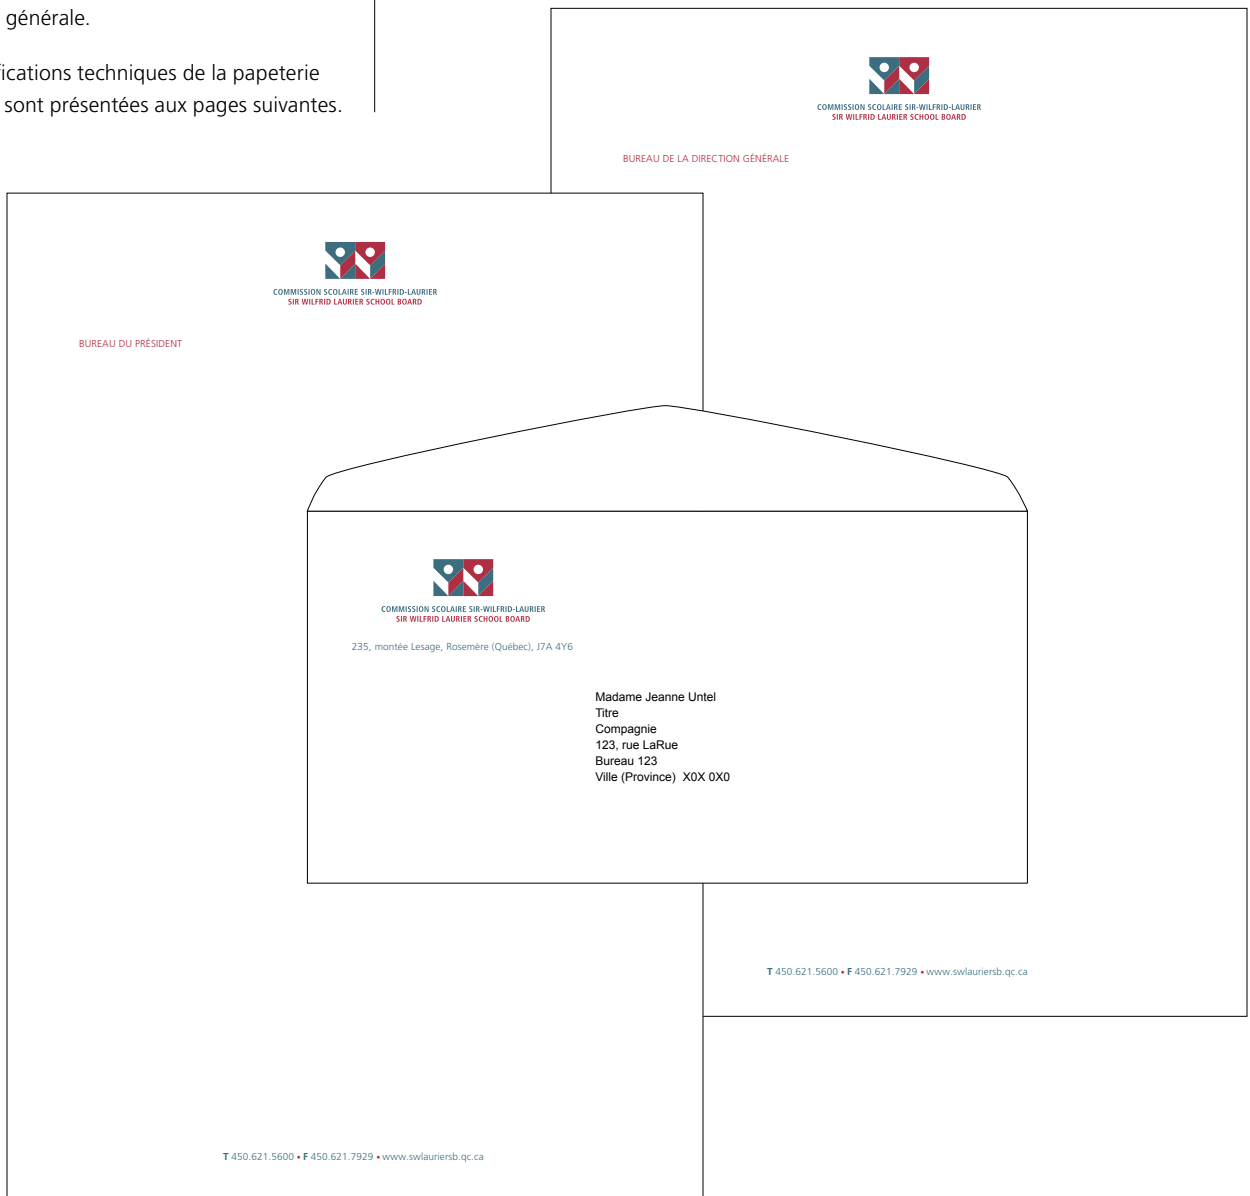 générale.
sont présentées aux pages suivantes.
techniques de la papeterie
COMMISSION SCOLAIRE SIR-WILFRID-LAURIER
SIR WILFRID LAURIER SCHOOL BOARD
BUREAU DE LA DIRECTION GÉNÉRALE
COMMISSION SCOLAIRE SIR-WILFRID-LAURIER
SIR WILFRID LAURIER SCHOOL BOARD
BUREAU DU PRÉSIDENT
COMMISSION SCOLAIRE SIR-WILFRID-LAURIER
SIR WILFRID LAURIER SCHOOL BOARD
235, montée Lesage, Rosemère (Québec), J7A 4Y6
Madame Jeanne Untel
Titre
Compagnie
123, rue LaRue
Bureau 123
Ville (Province)  X0X 0X0
T 450.621.5600 • F 450.621.7929 • www.swlauriersb.qc.ca
T 450.621.5600 • F 450.621.7929 • www.swlauriersb.qc.ca